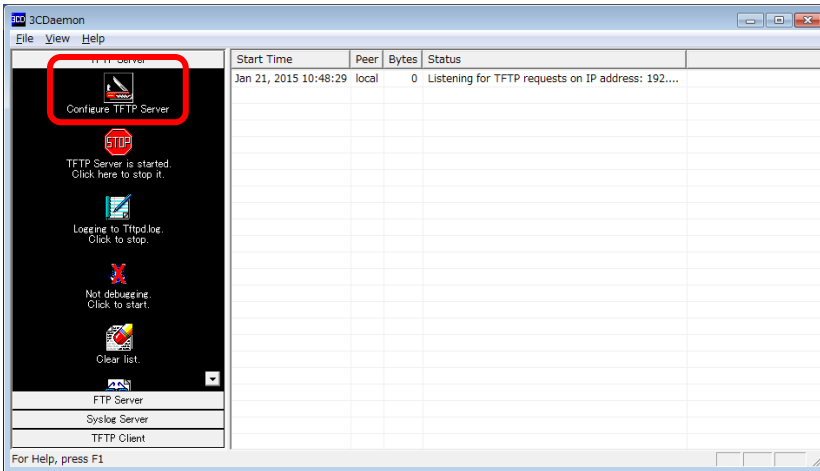 3CDaemon
File View Help
TFTP Server
Start Time Peer Bytes Status
Jan 21, 2015 10:48:29 local 0 Listening for TFTP requests on IP address: 192....
Configure TFTP Server
STOP
TFTP Server is started.
Click here to stop it.
Logging to Tftpd.log.
Click to stop.
Not debugging.
Click to start.
Clear list.
FTP Server
Syslog Server
TFTP Client
For Help, press F1